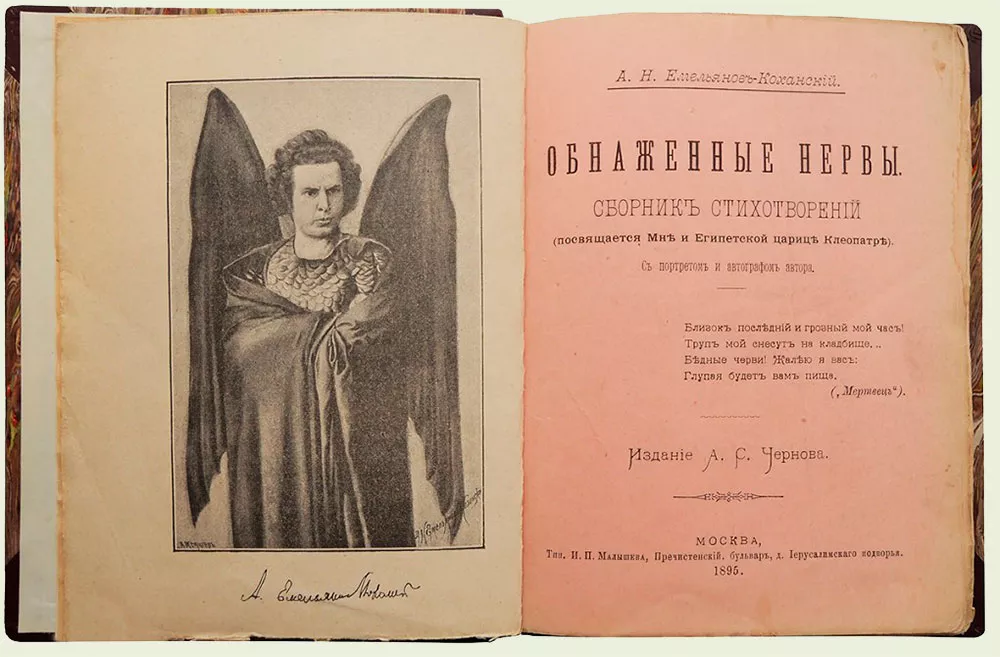 А. Емельянов-Коханский
А. Н. Емельяновъ-Коханскій.
ОБНАЖЕННЫЕ НЕРВЫ.
СБОРНИКЪ СТИХОТВОРЕНІЙ
(посвящается Мнѣ и Египетской царицѣ Клеопатрѣ).
Съ портретомъ и автографомъ автора.
Близокъ послѣдній и грозный мой часъ!
Трупъ мой снесутъ на кладбище...
Бѣдные черви! Жалѣю я васъ:
Глупая будетъ вамъ пища.
(„Мертвецъ“).
Изданіе А. С. Чернова.
МОСКВА,
Тип. И. П. Малышева, Пречистенскій, бульваръ, д. Іерусалимскаго подворья.
1895.